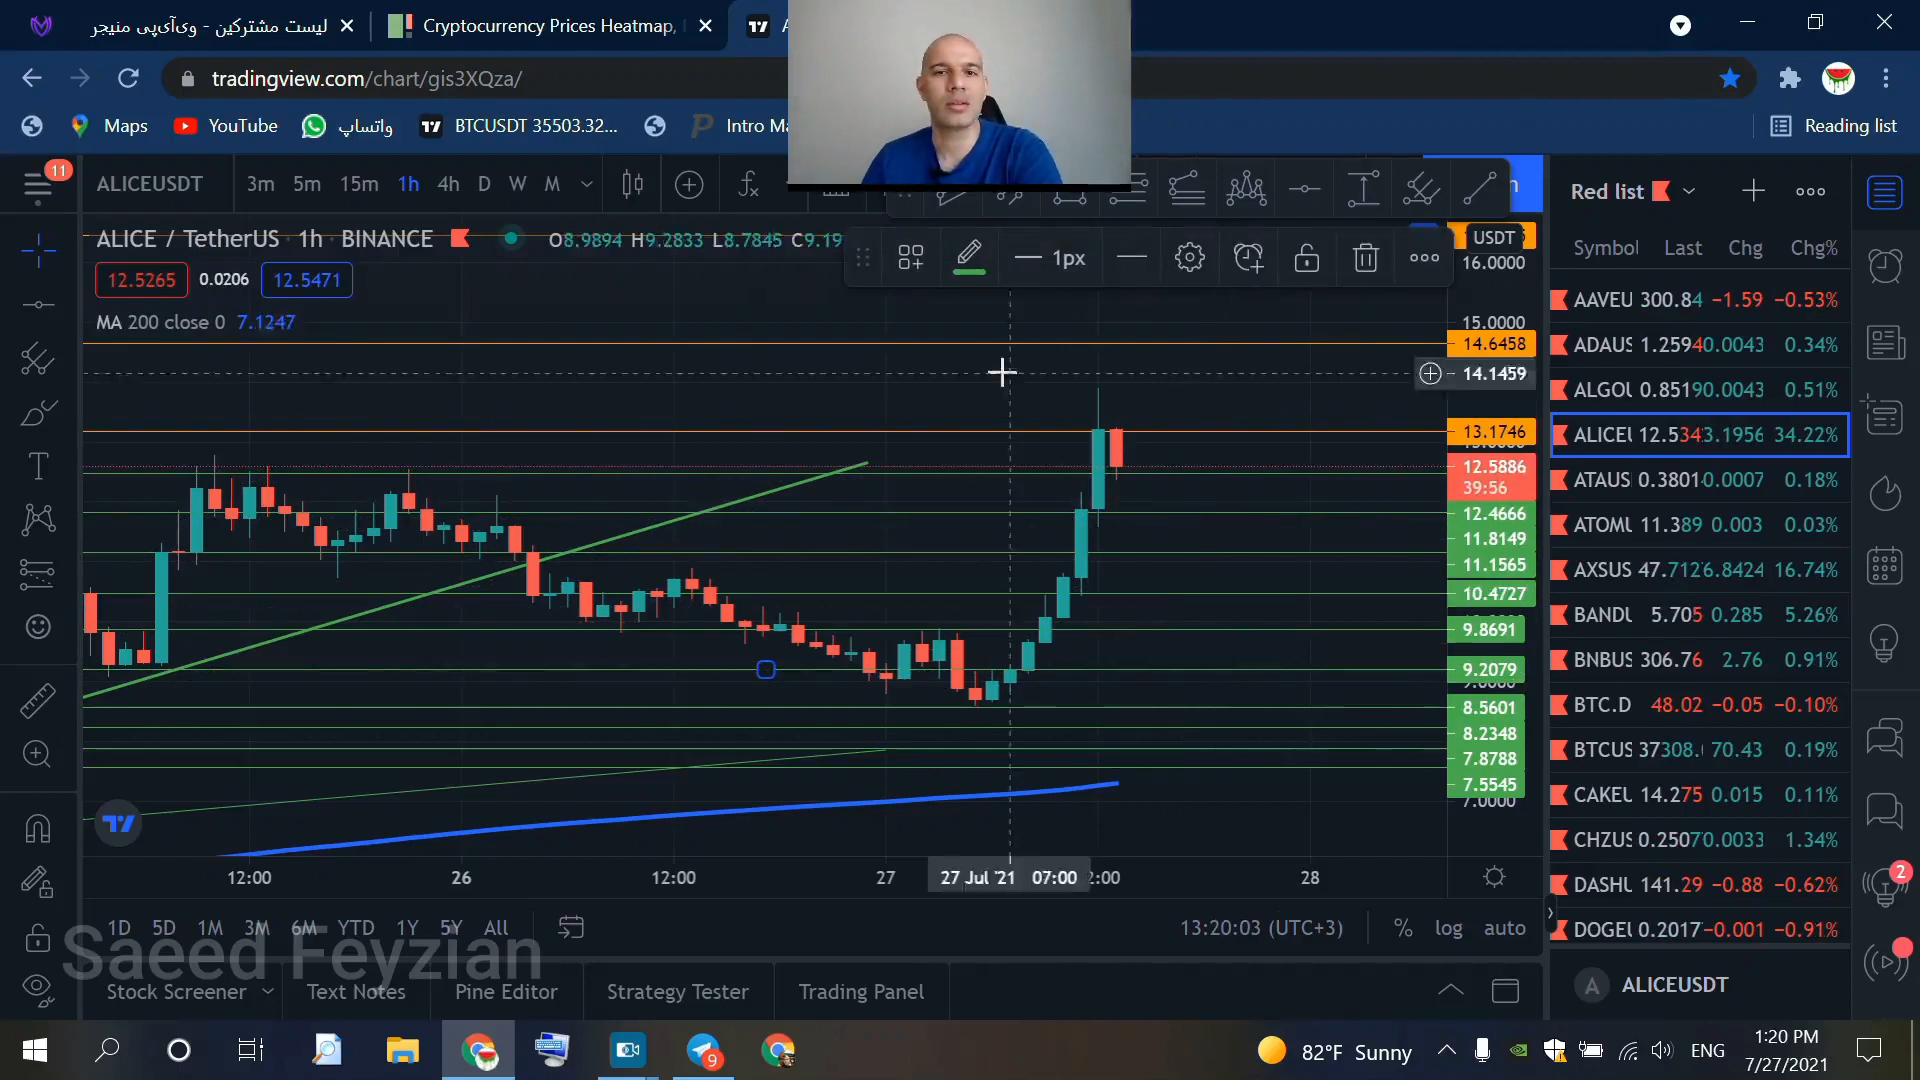 لیست مشترکین - وی‌آی‌پی منیجر
Cryptocurrency Prices Heatmap,
tradingview.com/chart/gis3XQza/
Maps
YouTube
واتساپ
BTCUSDT 35503.32...
Intro Ma
Reading list
11
ALICEUSDT
3m 5m 15m 1h 4h D W M
Red list
ALICE / TetherUS · 1h · BINANCE
O8.9894 H9.2833 L8.7845 C9.19
1px
USDT
Symbol Last Chg Chg%
12.5265 0.0206 12.5471
MA 200 close 0 7.1247
16.0000
15.0000
14.6458
14.1459
13.1746
12.5886
39:56
12.4666
11.8149
11.1565
10.4727
9.8691
9.2079
8.5601
8.2348
7.8788
7.5545
7.0000
AAVEU 300.84 −1.59 −0.53%
ADAUS 1.2594 0.0043 0.34%
ALGOU 0.8519 0.0043 0.51%
ALICEU 12.534 3.1956 34.22%
ATAUS 0.3801 0.0007 0.18%
ATOMU 11.389 0.003 0.03%
AXSUS 47.712 6.8424 16.74%
BANDU 5.705 0.285 5.26%
BNBUS 306.76 2.76 0.91%
BTC.D 48.02 −0.05 −0.10%
BTCUS 37308. 70.43 0.19%
CAKEU 14.275 0.015 0.11%
CHZUS 0.2507 0.0033 1.34%
DASHU 141.29 −0.88 −0.62%
DOGEU 0.2017 −0.001 −0.91%
2
12:00 26 12:00 27 27 Jul '21 07:00 2:00 28
1D 5D 1M 3M 6M YTD 1Y 5Y All
13:20:03 (UTC+3)
% log auto
Saeed Feyzian
Stock Screener
Text Notes
Pine Editor
Strategy Tester
Trading Panel
A ALICEUSDT
9
82°F Sunny
ENG
1:20 PM
7/27/2021